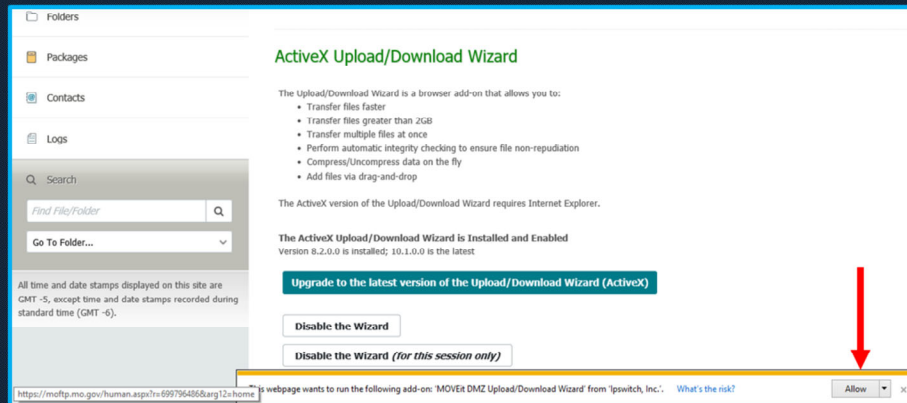 Folders
Packages
Contacts
Logs
Search
Find File/Folder
Go To Folder...
All time and date stamps displayed on this site are
GMT -5, except time and date stamps recorded during
standard time (GMT -6).
ActiveX Upload/Download Wizard
The Upload/Download Wizard is a browser add-on that allows you to:
• Transfer files faster
• Transfer files greater than 2GB
• Transfer multiple files at once
• Perform automatic integrity checking to ensure file non-repudiation
• Compress/Uncompress data on the fly
• Add files via drag-and-drop
The ActiveX version of the Upload/Download Wizard requires Internet Explorer.
The ActiveX Upload/Download Wizard is Installed and Enabled
Version 8.2.0.0 is installed; 10.1.0.0 is the latest
Upgrade to the latest version of the Upload/Download Wizard (ActiveX)
Disable the Wizard
Disable the Wizard (for this session only)
https://moftp.mo.gov/human.aspx?r=699796486&arg12=home
is webpage wants to run the following add-on: 'MOVEit DMZ Upload/Download Wizard' from 'Ipswitch, Inc.'. What's the risk? Allow